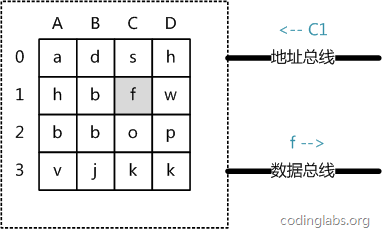 A B C D
<-- C1
0 a d s h
地址总线
1 h b f w
2 b b o p
f -->
3 v j k k
数据总线
codinglabs.org